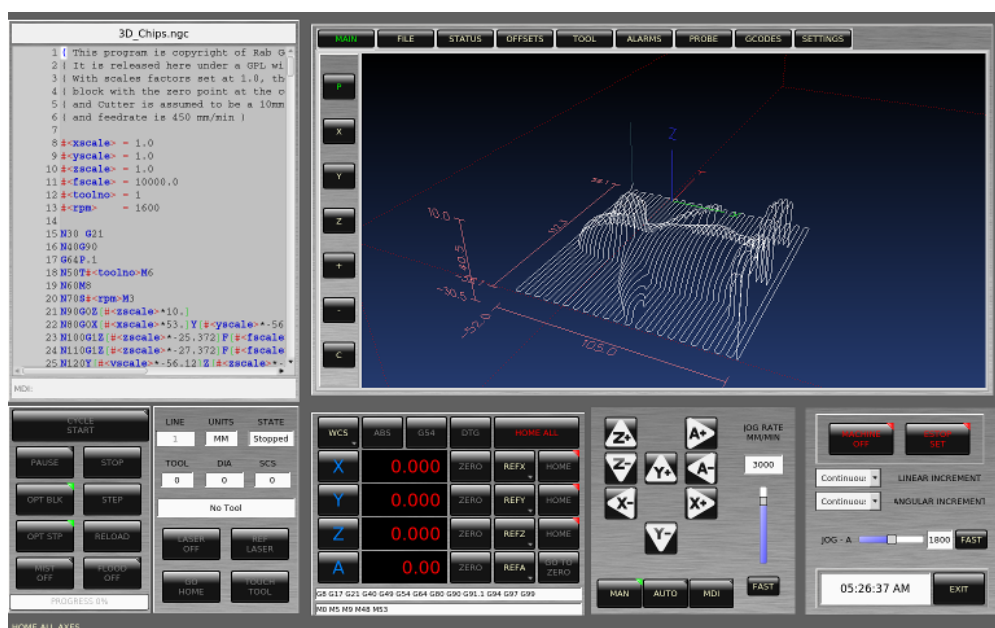 3D_Chips.ngc
1 ( This program is copyright of Rab G
2 ( It is released here under a GPL wi
3 ( With scales factors set at 1.0, th
4 ( block with the zero point at the c
5 ( and Cutter is assumed to be a 10mm
6 ( and feedrate is 450 mm/min )
7
8 #<xscale> = 1.0
9 #<yscale> = 1.0
10 #<zscale> = 1.0
11 #<fscale> = 10000.0
12 #<toolno> = 1
13 #<rpm> = 1600
14
15 N30 G21
16 N40G90
17 G64P.1
18 N50T#<toolno>M6
19 N60M8
20 N70S#<rpm>M3
21 N90G0Z[#<zscale>*10.]
22 N80G0X[#<xscale>*53.]Y[#<yscale>*-56
23 N100G1Z[#<zscale>*-25.372]F[#<fscale
24 N110G1Z[#<zscale>*-27.372]F[#<fscale
25 N120Y[#<yscale>*-56.12]Z[#<zscale>*-
MDI:
MAIN FILE STATUS OFFSETS TOOL ALARMS PROBE GCODES SETTINGS
P
X
Y
Z
+
-
C
Z
10.0
40.5
-30.5
-52.0
105.0
CYCLE
START
PAUSE STOP
OPT BLK STEP
OPT STP RELOAD
MIST
OFF
FLOOD
OFF
PROGRESS 0%
LINE UNITS STATE
1 MM Stopped
TOOL DIA SCS
0 0 0
No Tool
LASER
OFF
REF
LASER
GO
HOME
TOUCH
TOOL
WCS ABS G54 DTG HOME ALL
X 0.000 ZERO REFX HOME
Y 0.000 ZERO REFY HOME
Z 0.000 ZERO REFZ HOME
A 0.00 ZERO REFA GO TO ZERO
G8 G17 G21 G40 G49 G54 G64 G80 G90 G91.1 G94 G97 G99
M0 M5 M9 M48 M53
Z+ A+
Z- Y+ A-
X- X+
Y-
JOG RATE
MM/MIN
3000
FAST
MAN AUTO MDI
MACHINE
OFF
ESTOP
SET
Continuou: LINEAR INCREMENT
Continuou: ANGULAR INCREMENT
JOG - A 1800 FAST
05:26:37 AM EXIT
HOME ALL AXES